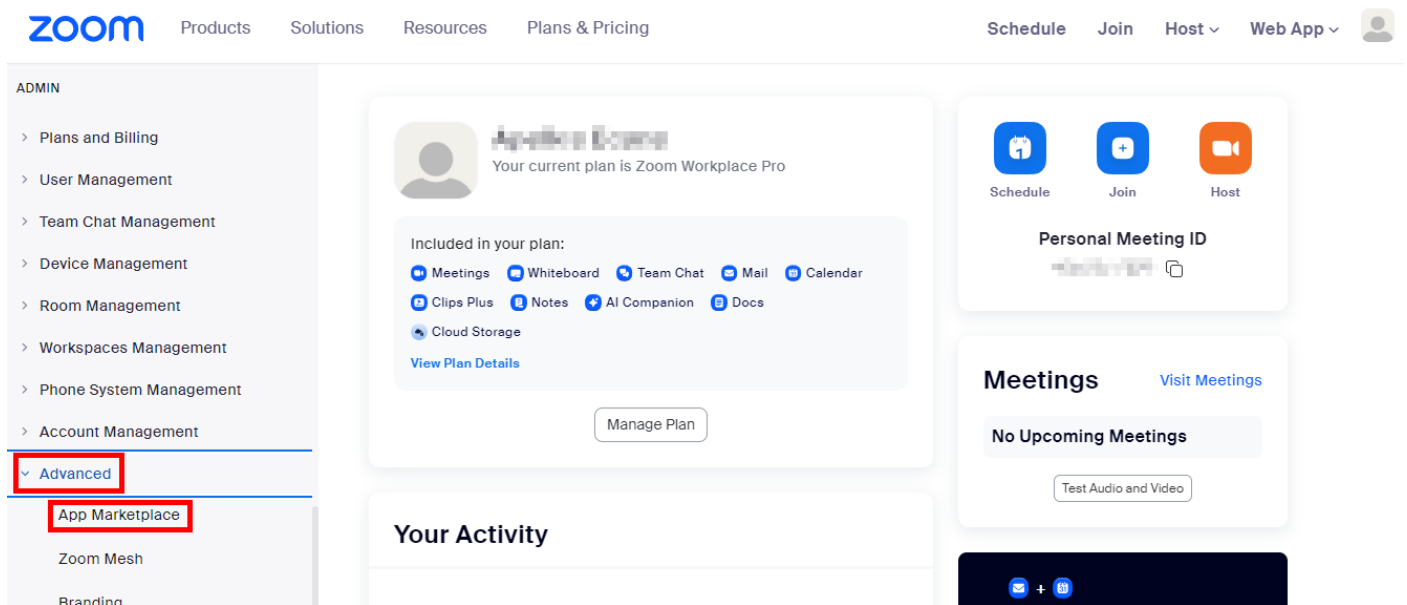 zoom Products Solutions Resources Plans & Pricing Schedule Join Host Web App
ADMIN
Plans and Billing
User Management
Team Chat Management
Device Management
Room Management
Workspaces Management
Phone System Management
Account Management
Advanced
App Marketplace
Zoom Mesh
Branding
Your current plan is Zoom Workplace Pro
Included in your plan:
Meetings Whiteboard Team Chat Mail Calendar
Clips Plus Notes AI Companion Docs
Cloud Storage
View Plan Details
Manage Plan
Your Activity
Schedule Join Host
Personal Meeting ID
Meetings Visit Meetings
No Upcoming Meetings
Test Audio and Video
+